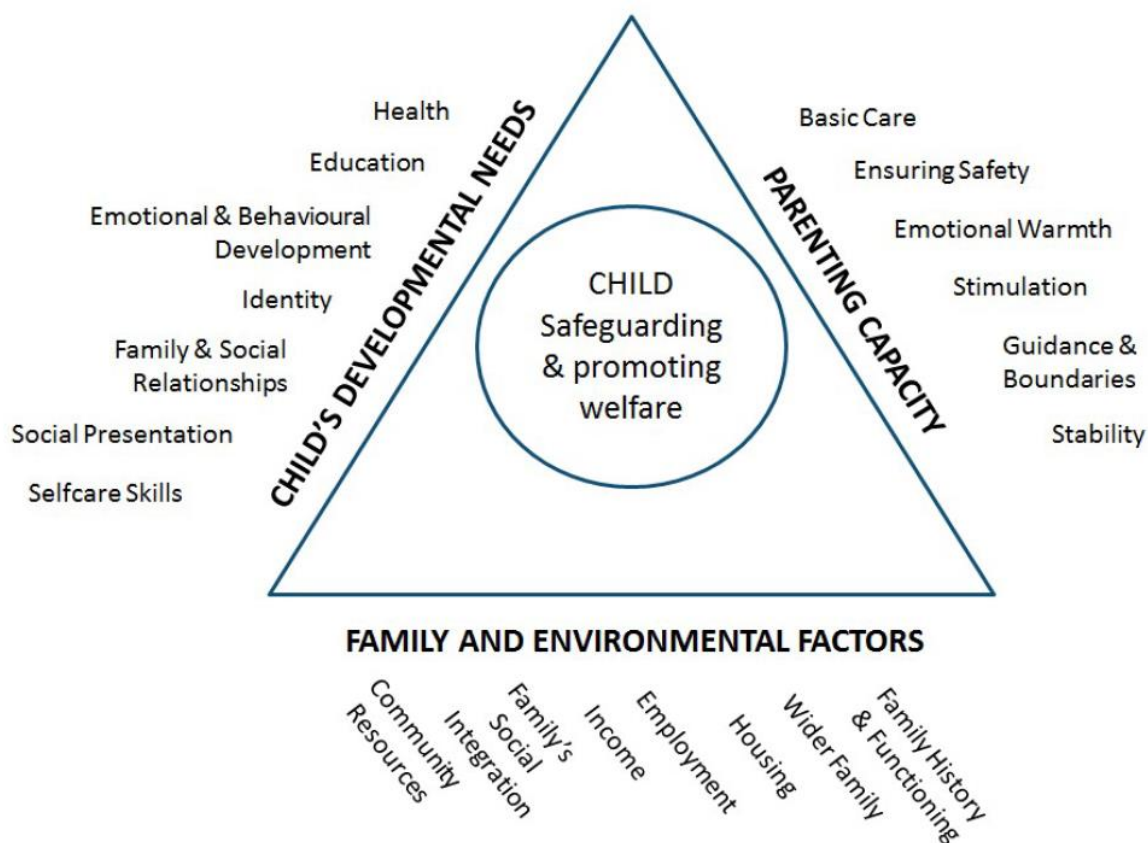 Health
Education
Emotional & Behavioural
Development
Identity
Family & Social
Relationships
Social Presentation
Selfcare Skills
CHILD'S DEVELOPMENTAL NEEDS
CHILD
Safeguarding
& promoting
welfare
PARENTING CAPACITY
Basic Care
Ensuring Safety
Emotional Warmth
Stimulation
Guidance &
Boundaries
Stability
FAMILY AND ENVIRONMENTAL FACTORS
Community
Resources
Family's
Social
Integration
Income
Employment
Housing
Wider Family
Family History
& Functioning